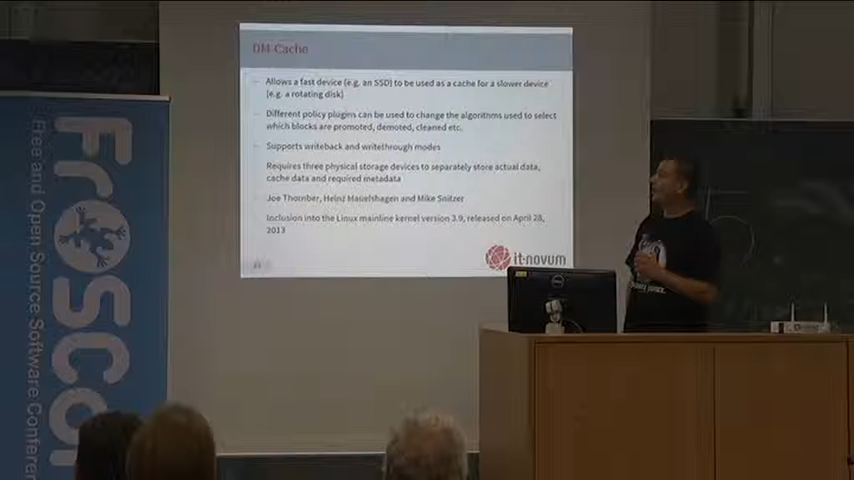 DM-Cache
Allows a fast device (e.g. an SSD) to be used as a cache for a slower device
(e.g. a rotating disk)
Different policy plugins can be used to change the algorithms used to select
which blocks are promoted, demoted, cleaned etc.
Supports writeback and writethrough modes
Requires three physical storage devices to separately store actual data,
cache data and required metadata
Joe Thornber, Heinz Mauelshagen and Mike Snitzer
Inclusion into the Linux mainline kernel version 3.9, released on April 28,
2013
it-novum
FrOSCo
Free and Open Source Software Conferen